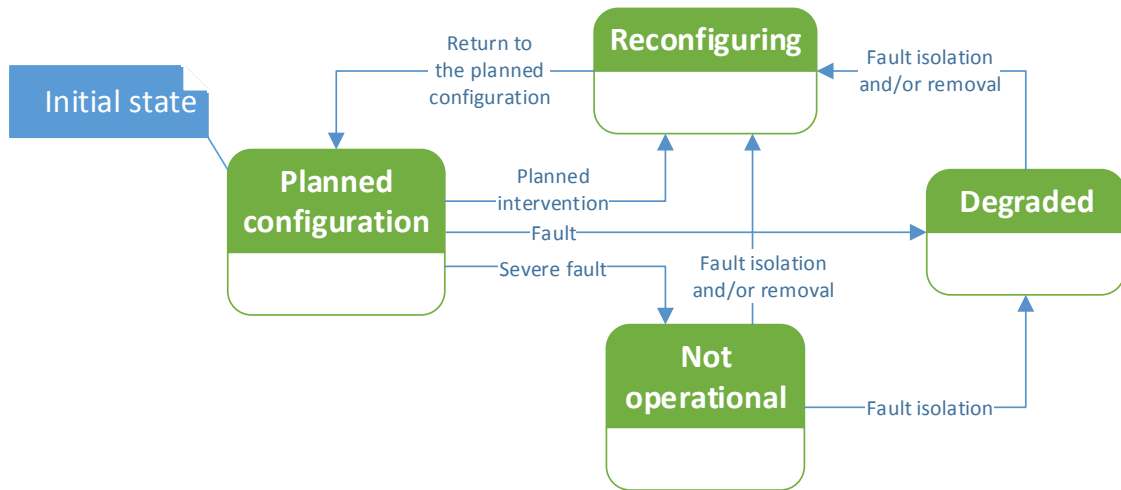 Reconfiguring
Return to
the planned
configuration
Fault isolation
and/or removal
Initial state
Planned
configuration
Planned
intervention
Degraded
Fault
Severe fault
Fault isolation
and/or removal
Not
operational
Fault isolation